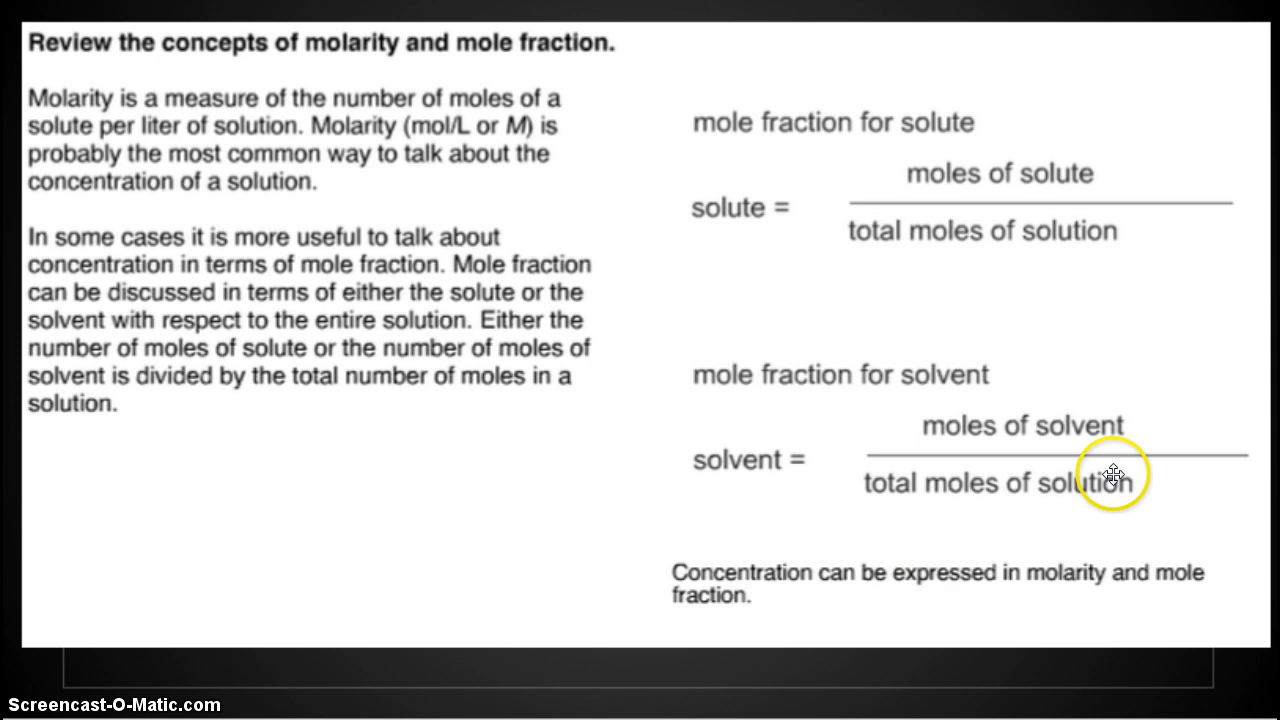 Review the concepts of molarity and mole fraction.
Molarity is a measure of the number of moles of a
solute per liter of solution. Molarity (mol/L or M) is
probably the most common way to talk about the
concentration of a solution.
In some cases it is more useful to talk about
concentration in terms of mole fraction. Mole fraction
can be discussed in terms of either the solute or the
solvent with respect to the entire solution. Either the
number of moles of solute or the number of moles of
solvent is divided by the total number of moles in a
solution.
mole fraction for solute
moles of solute
solute =
total moles of solution
mole fraction for solvent
moles of solvent
solvent =
total moles of solution
Concentration can be expressed in molarity and mole
fraction.
Screencast-O-Matic.com